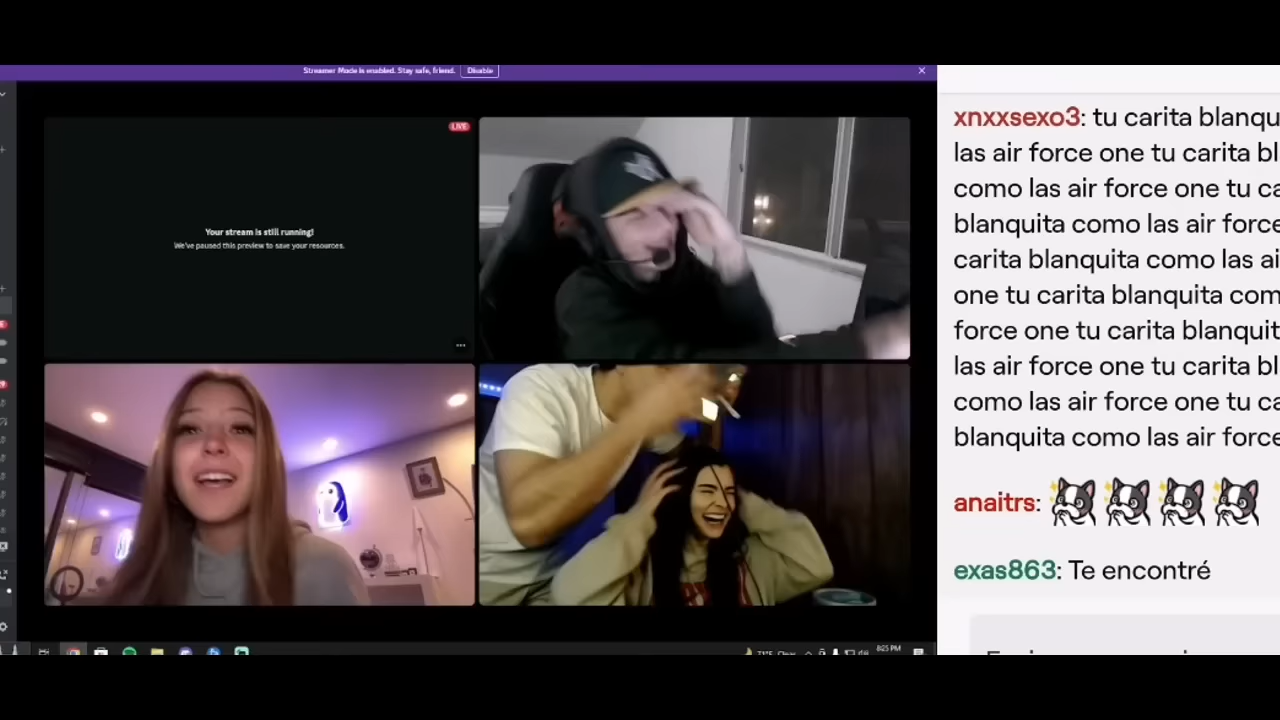 Streamer Mode is enabled. Stay safe, friend. Disable
LIVE
Your stream is still running!
We've paused this preview to save your resources.
8:25 PM
xnxxsexo3: tu carita blanqu
las air force one tu carita bl
como las air force one tu ca
blanquita como las air force
carita blanquita como las ai
one tu carita blanquita com
force one tu carita blanquit
las air force one tu carita bl
como las air force one tu ca
blanquita como las air force
anaitrs:
exas863: Te encontré